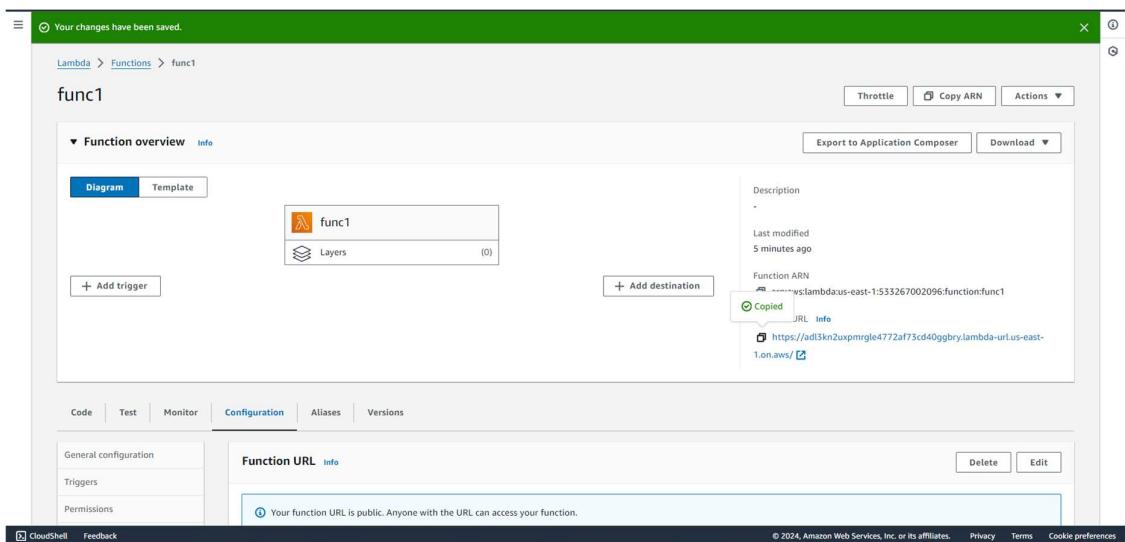 Your changes have been saved.
Lambda > Functions > func1
func1
Throttle Copy ARN Actions
Function overview Info
Export to Application Composer Download
Diagram Template
func1
Layers (0)
+ Add trigger
+ Add destination
Description
-
Last modified
5 minutes ago
Function ARN
ws:lambda:us-east-1:533267002096:function:func1
Copied
URL Info
https://adl3kn2uxpmrgle4772af73cd40ggbry.lambda-url.us-east-
1.on.aws/
Code Test Monitor Configuration Aliases Versions
General configuration
Triggers
Permissions
Function URL Info
Delete Edit
Your function URL is public. Anyone with the URL can access your function.
CloudShell Feedback © 2024, Amazon Web Services, Inc. or its affiliates. Privacy Terms Cookie preferences